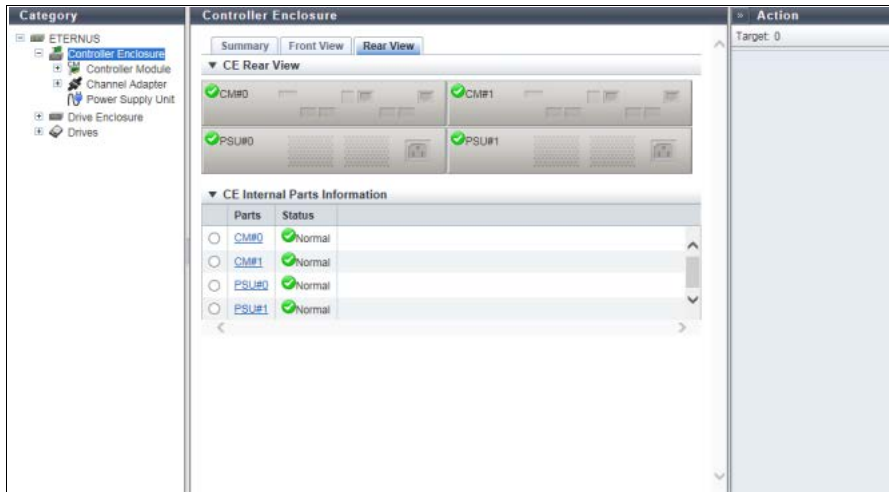 Category
ETERNUS
Controller Enclosure
Controller Module
Channel Adapter
Power Supply Unit
Drive Enclosure
Drives
Controller Enclosure
Summary Front View Rear View
▼ CE Rear View
CM#0 CM#1
PSU#0 PSU#1
▼ CE Internal Parts Information
Parts Status
CM#0 Normal
CM#1 Normal
PSU#0 Normal
PSU#1 Normal
» Action
Target: 0